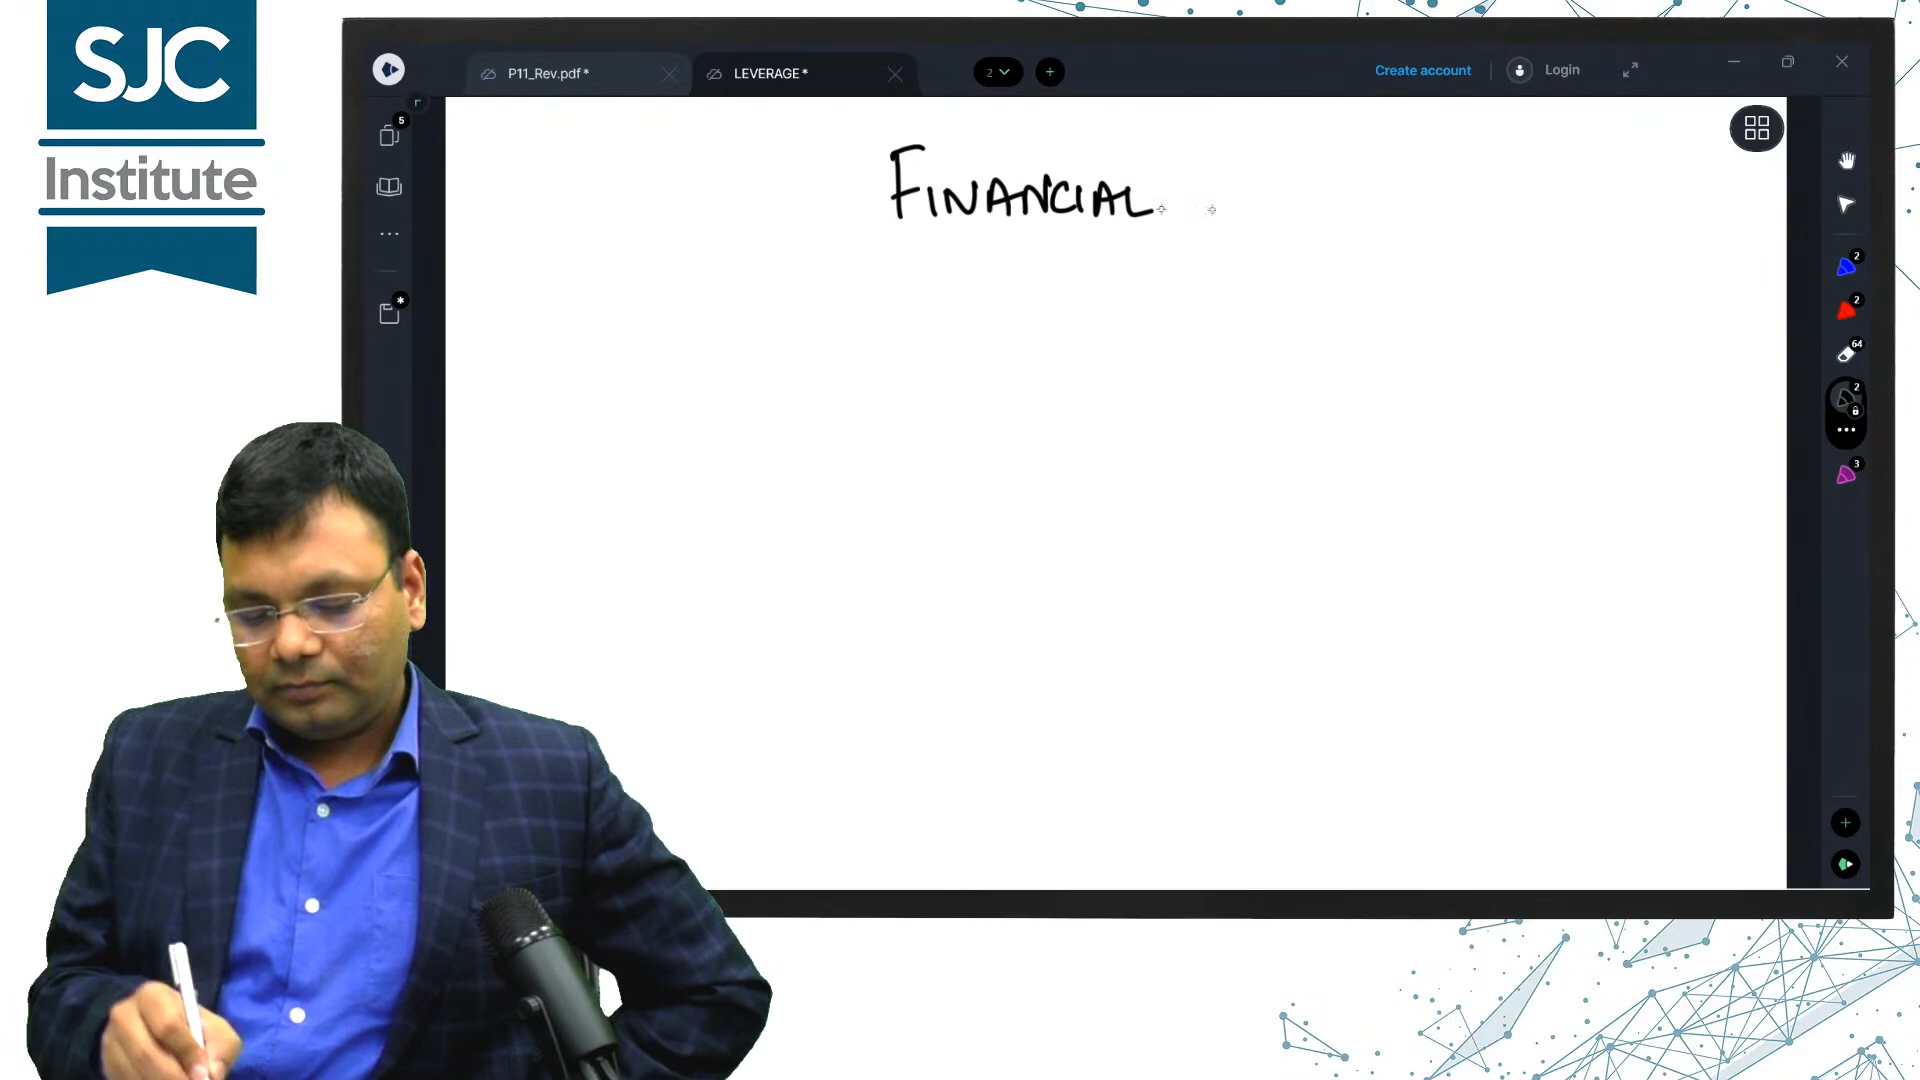 SJC
Institute
P11_Rev.pdf *
LEVERAGE *
2
+
Create account
Login
5
FINANCIAL
2
2
64
2
3